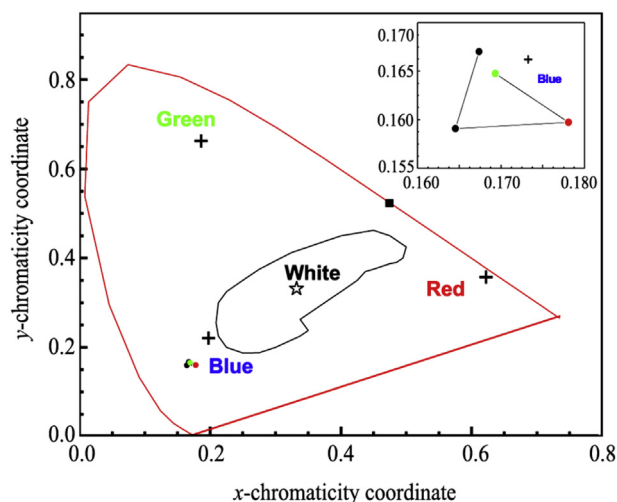 0.8
0.6
0.4
0.2
0.0
y-chromaticity coordinate
0.0 0.2 0.4 0.6 0.8
x-chromaticity coordinate
Green
White
Red
Blue
0.170
0.165
0.160
0.155
0.160 0.170 0.180
Blue